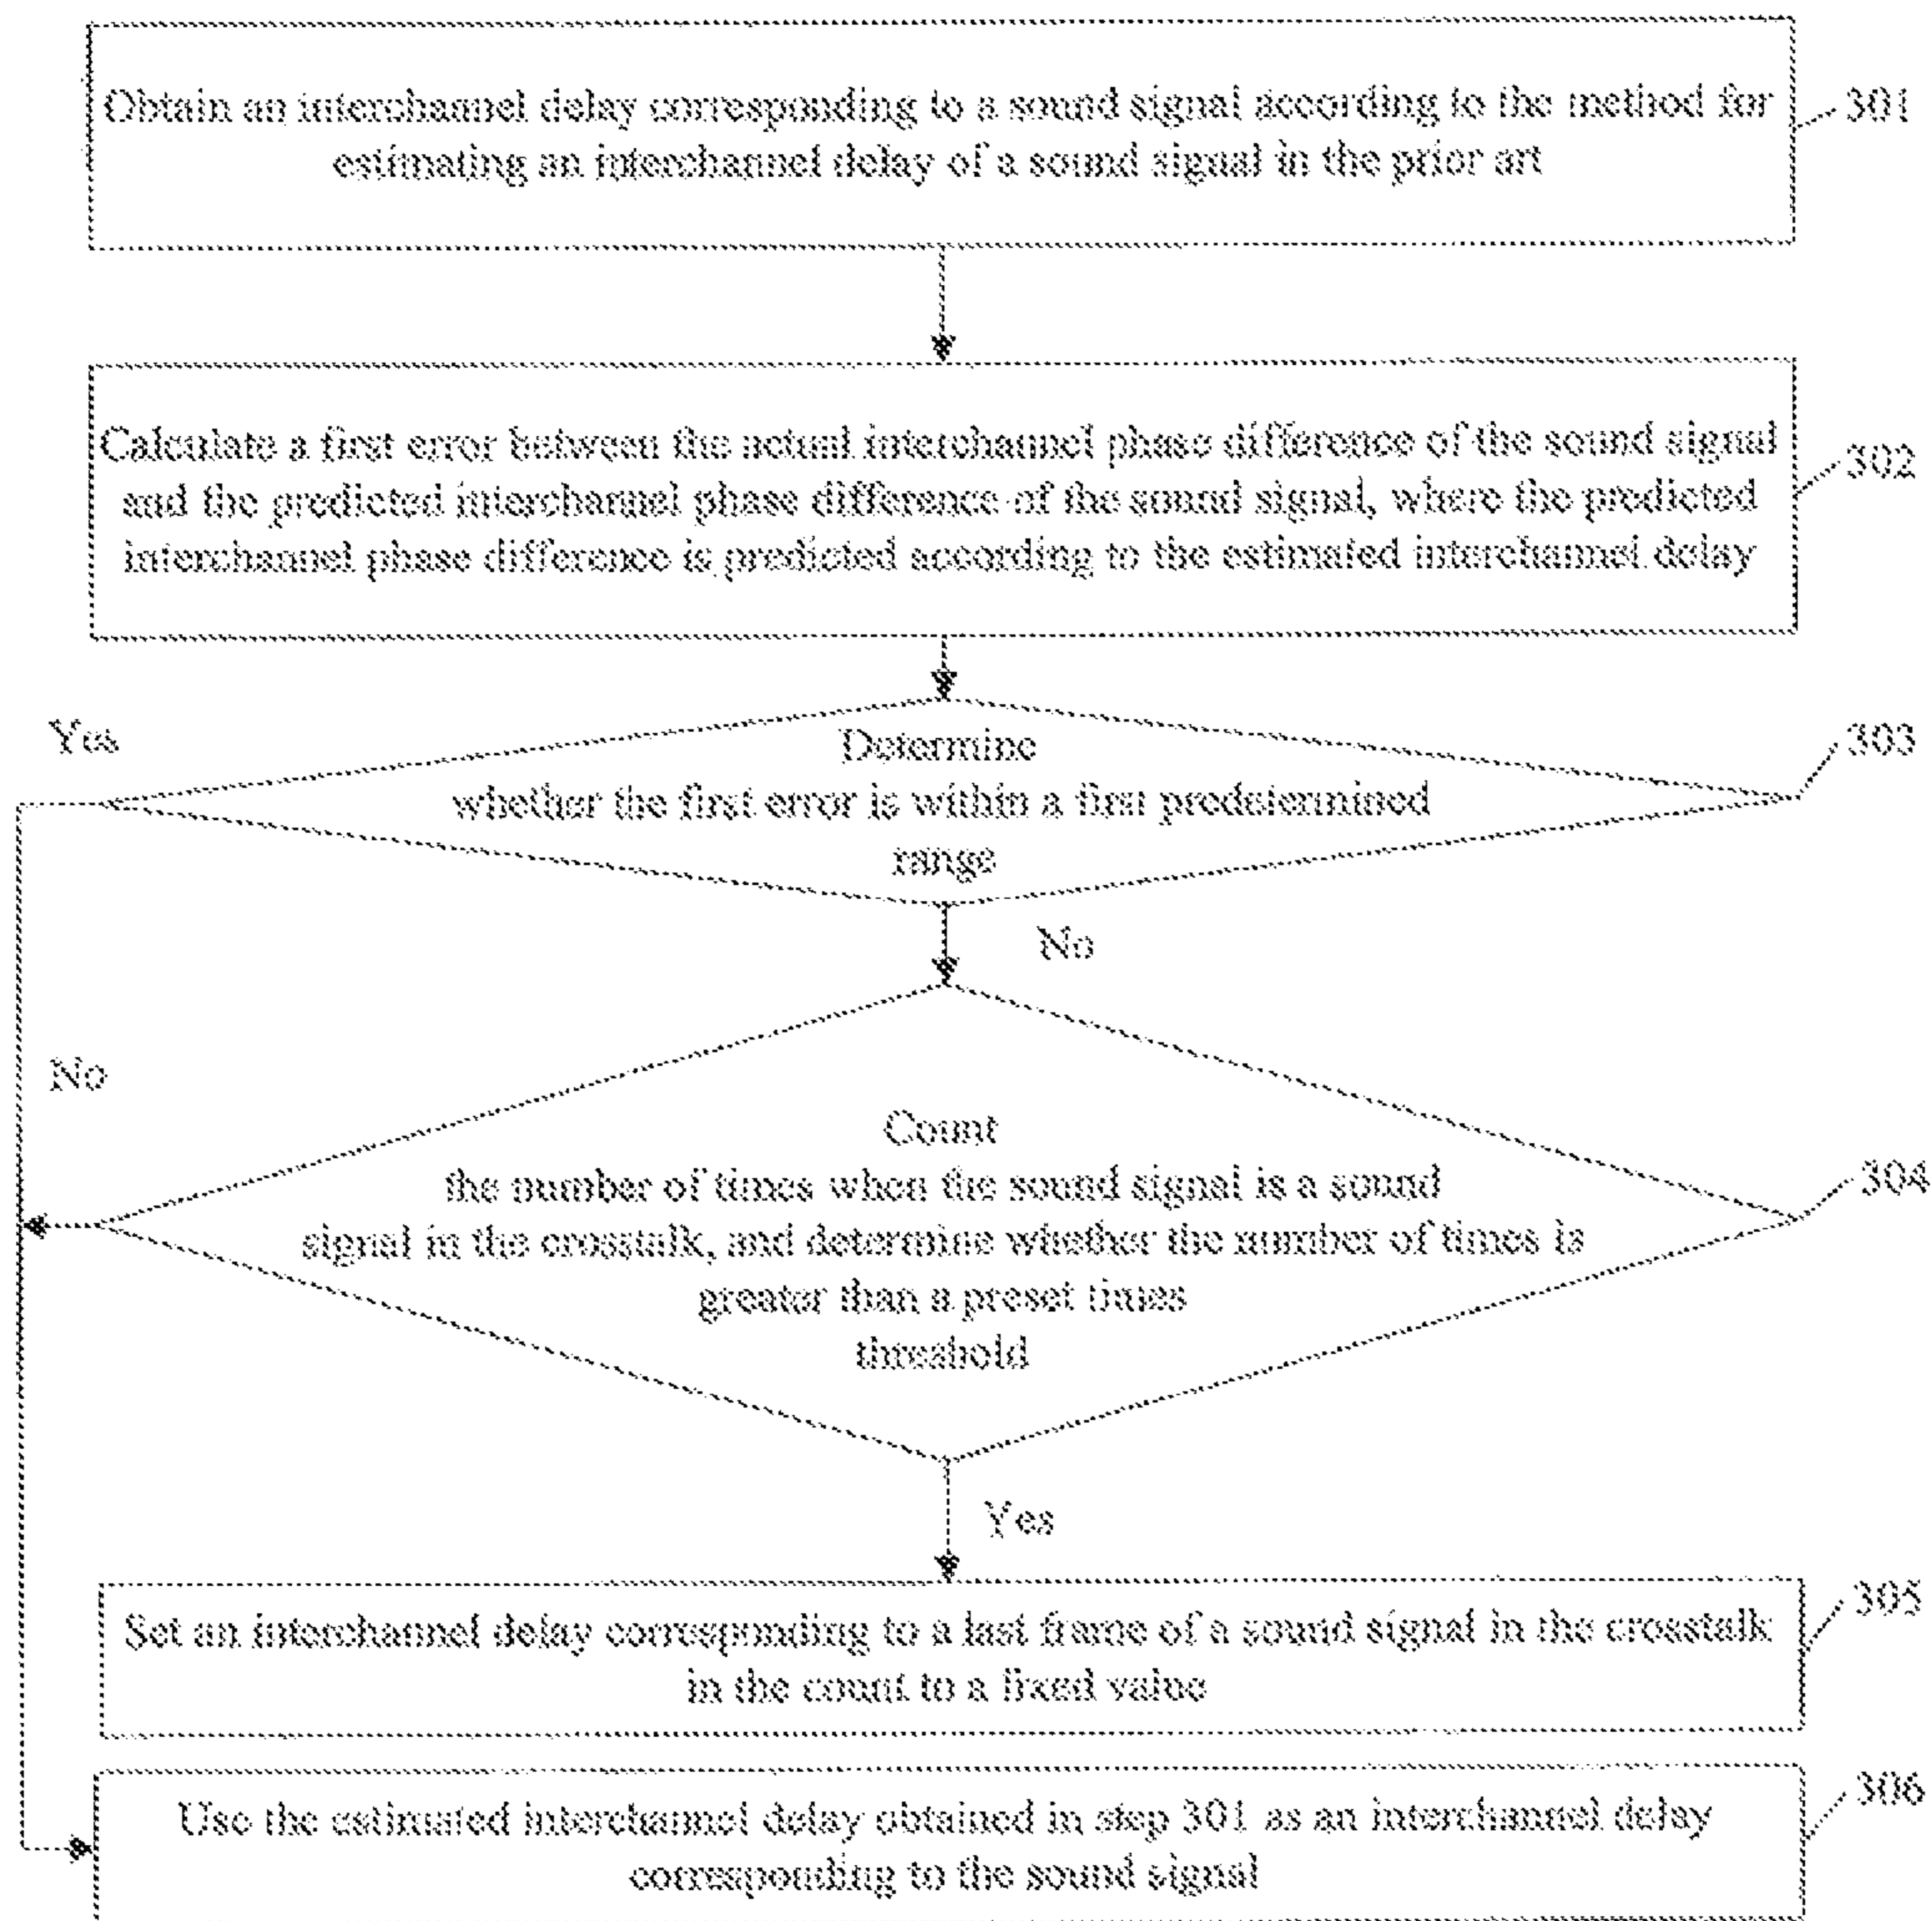 Obtain an interchannel delay corresponding to a sound signal according to the method for
estimating an interchannel delay of a sound signal in the prior art
301
Calculate a first error between the actual interchannel phase difference of the sound signal
and the predicted interchannel phase difference of the sound signal, where the predicted
interchannel phase difference is predicted according to the estimated interchannel delay
302
Yes
Determine
whether the first error is within a first predetermined
range
303
No
No
Count
the number of times when the sound signal is a sound
signal in the crosstalk, and determine whether the number of times is
greater than a preset times
threshold
304
Yes
Set an interchannel delay corresponding to a last frame of a sound signal in the crosstalk
in the count to a fixed value
305
Use the estimated interchannel delay obtained in step 301 as an interchannel delay
corresponding to the sound signal
306